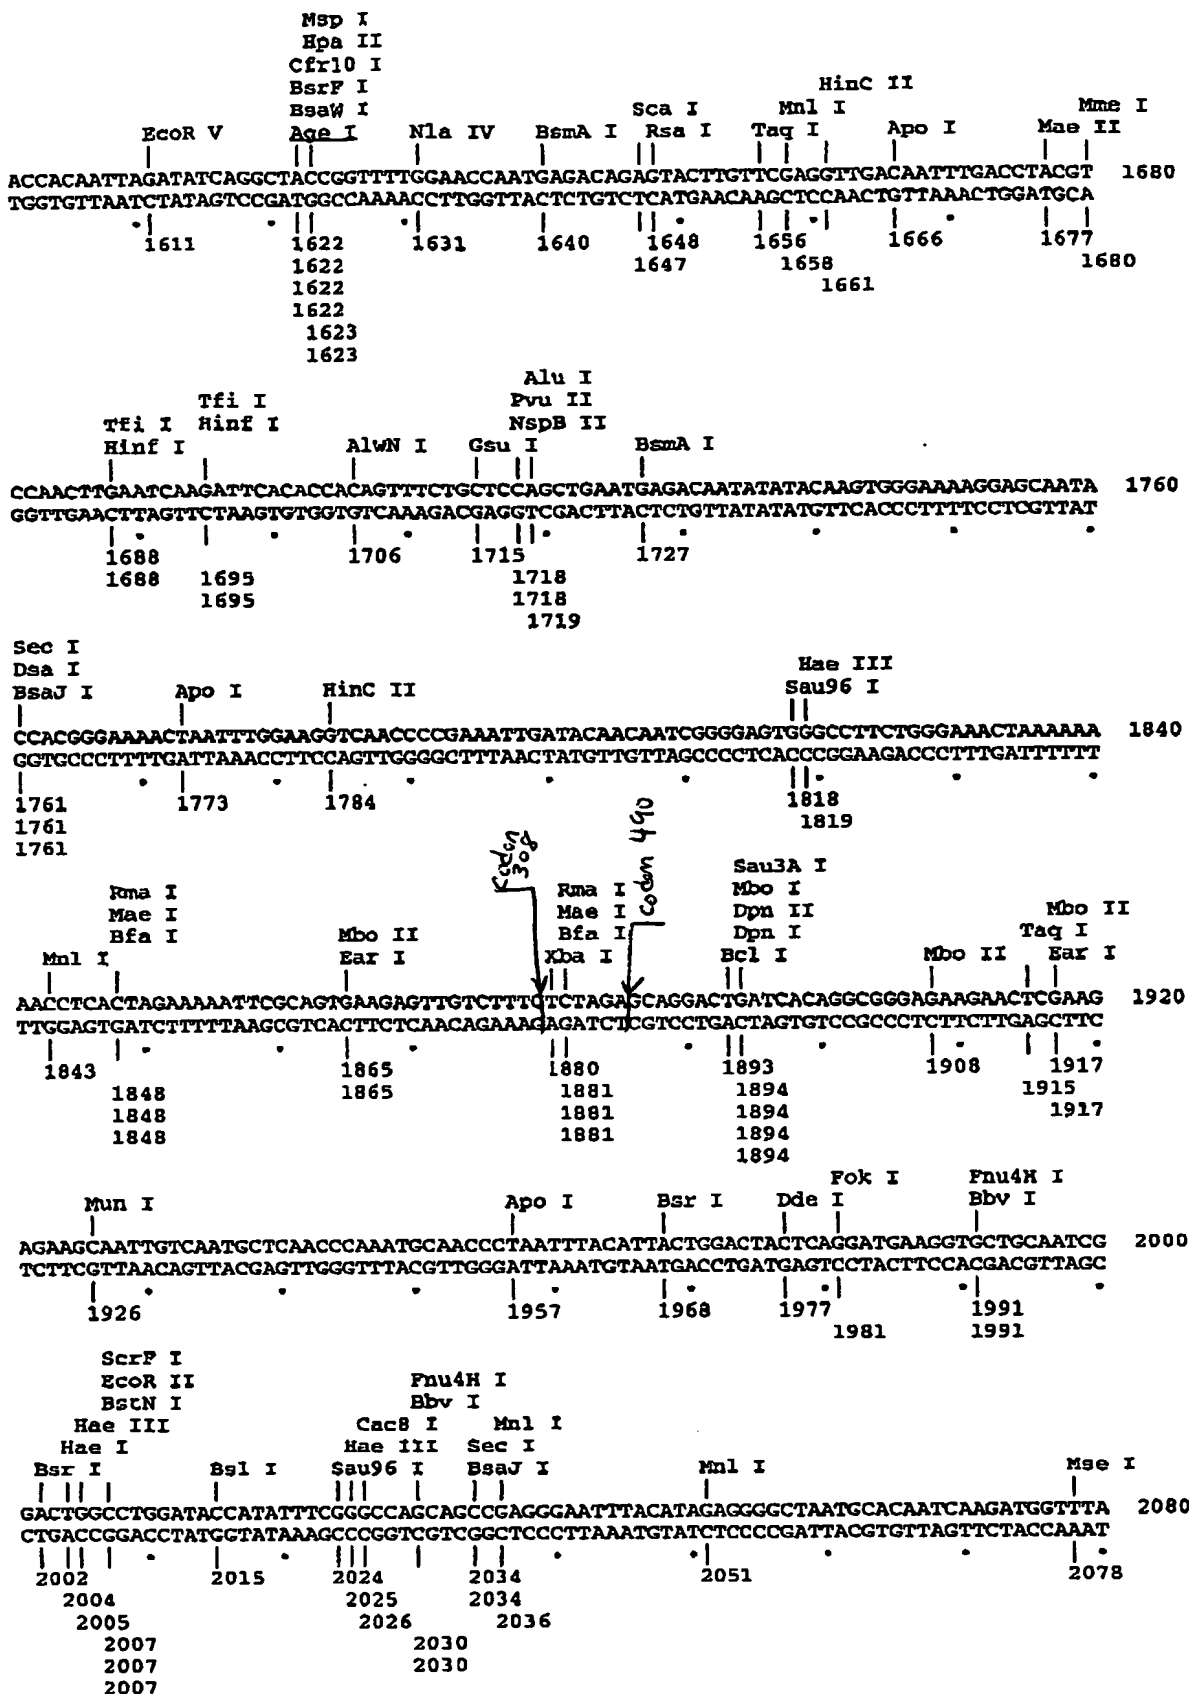 Msp I
Hpa II
Cfr10 I
BsrF I
BsaW I
Age I
HinC II
Sca I
Mnl I
Mme I
EcoR V
Nla IV
BsmA I
Rsa I
Taq I
Apo I
Mae II
ACCACAATTAGATATCAGGCTACCGGTTTTGGAACCAATGAGACAGAGTACTTGTTCGAGGTTGACAATTTGACCTACGT 1680
TGGTGTTAATCTATAGTCCGATGGCCAAAACCTTGGTTACTCTGTCTCATGAACAAGCTCCAACTGTTAAACTGGATGCA
1611 1622 1631 1640 1648 1656 1666 1677
1622 1647 1658 1680
1622 1661
1622
1623
1623
Alu I
Tfi I
Pvu II
Tfi I Hinf I
NspB II
Hinf I AlwN I Gsu I BsmA I
CCAACTTGAATCAAGATTCACACCACAGTTTCTGCTCCAGCTGAATGAGACAATATATACAAGTGGGAAAAGGAGCAATA 1760
GGTTGAACTTAGTTCTAAGTGTGGTGTCAAAGACGAGGTCGACTTACTCTGTTATATATGTTCACCCTTTTCCTCGTTAT
1688 1706 1715 1727
1688 1695 1718
1695 1718
1719
Sec I
Dsa I Hae III
BsaJ I Apo I HinC II Sau96 I
CCACGGGAAAACTAATTTGGAAGGTCAACCCCGAAATTGATACAACAATCGGGGAGTGGGCCTTCTGGGAAACTAAAAAA 1840
GGTGCCCTTTTGATTAAACCTTCCAGTTGGGGCTTTAACTATGTTGTTAGCCCCTCACCCGGAAGACCCTTTGATTTTTT
1761 1773 1784 1818
1761 1819
1761
Codon 308
Codon 490
Sau3A I
Rma I Rma I Mbo I
Mae I Mae I Dpn II Mbo II
Bfa I Mbo II Bfa I Dpn I Taq I
Mnl I Ear I Xba I Bcl I Mbo II Ear I
AACCTCACTAGAAAAATTCGCAGTGAAGAGTTGTCTTTCTCTAGAGCAGGACTGATCACAGGCGGGAGAAGAACTCGAAG 1920
TTGGAGTGATCTTTTTAAGCGTCACTTCTCAACAGAAAGAGATCTCGTCCTGACTAGTGTCCGCCCTCTTCTTGAGCTTC
1843 1865 1880 1893 1908 1917
1848 1865 1881 1894 1915
1848 1881 1894 1917
1848 1881 1894
1894
Fok I Fnu4H I
Mun I Apo I Bsr I Dde I Bbv I
AGAAGCAATTGTCAATGCTCAACCCAAATGCAACCCTAATTTACATTACTGGACTACTCAGGATGAAGGTGCTGCAATCG 2000
TCTTCGTTAACAGTTACGAGTTGGGTTTACGTTGGGATTAAATGTAATGACCTGATGAGTCCTACTTCCACGACGTTAGC
1926 1957 1968 1977 1991
1981 1991
ScrF I
EcoR II Fnu4H I
BstN I Bbv I
Hae III Cac8 I Mnl I
Hae I Hae III Sec I
Bsr I Bsl I Sau96 I BsaJ I Mnl I Mse I
GACTGGCCTGGATACCATATTTCGGGCCAGCAGCCGAGGGAATTTACATAGAGGGGCTAATGCACAATCAAGATGGTTTA 2080
CTGACCGGACCTATGGTATAAAGCCCGGTCGTCGGCTCCCTTAAATGTATCTCCCCGATTACGTGTTAGTTCTACCAAAT
2002 2015 2024 2034 2051 2078
2004 2025 2034
2005 2026 2036
2007 2030
2007 2030
2007